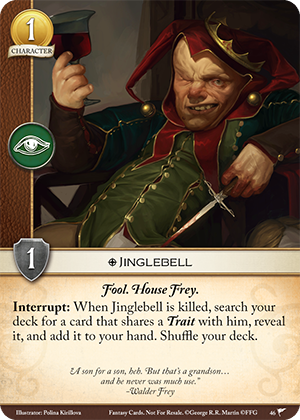 1
CHARACTER
1
JINGLEBELL
Fool. House Frey.
Interrupt: When Jinglebell is killed, search your
deck for a card that shares a Trait with him, reveal
it, and add it to your hand. Shuffle your deck.
A son for a son, heh. But that's a grandson…
and he never was much use."
-Walder Frey
Illustrator: Polina Kirillova
Fantasy Cards. Not For Resale. ©George R.R. Martin ©FFG
46